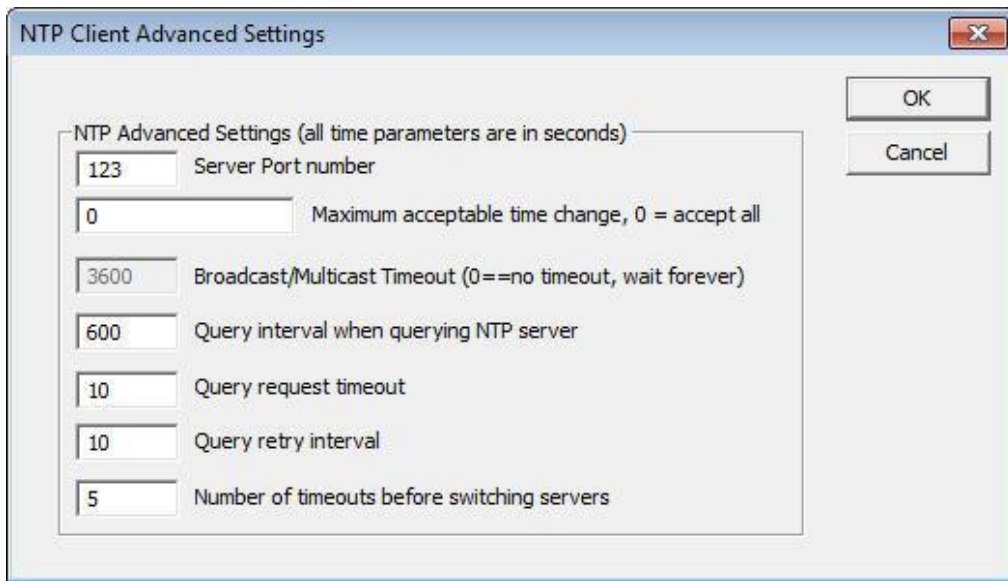 NTP Client Advanced Settings
OK
Cancel
NTP Advanced Settings (all time parameters are in seconds)
123 Server Port number
0 Maximum acceptable time change, 0 = accept all
3600 Broadcast/Multicast Timeout (0==no timeout, wait forever)
600 Query interval when querying NTP server
10 Query request timeout
10 Query retry interval
5 Number of timeouts before switching servers